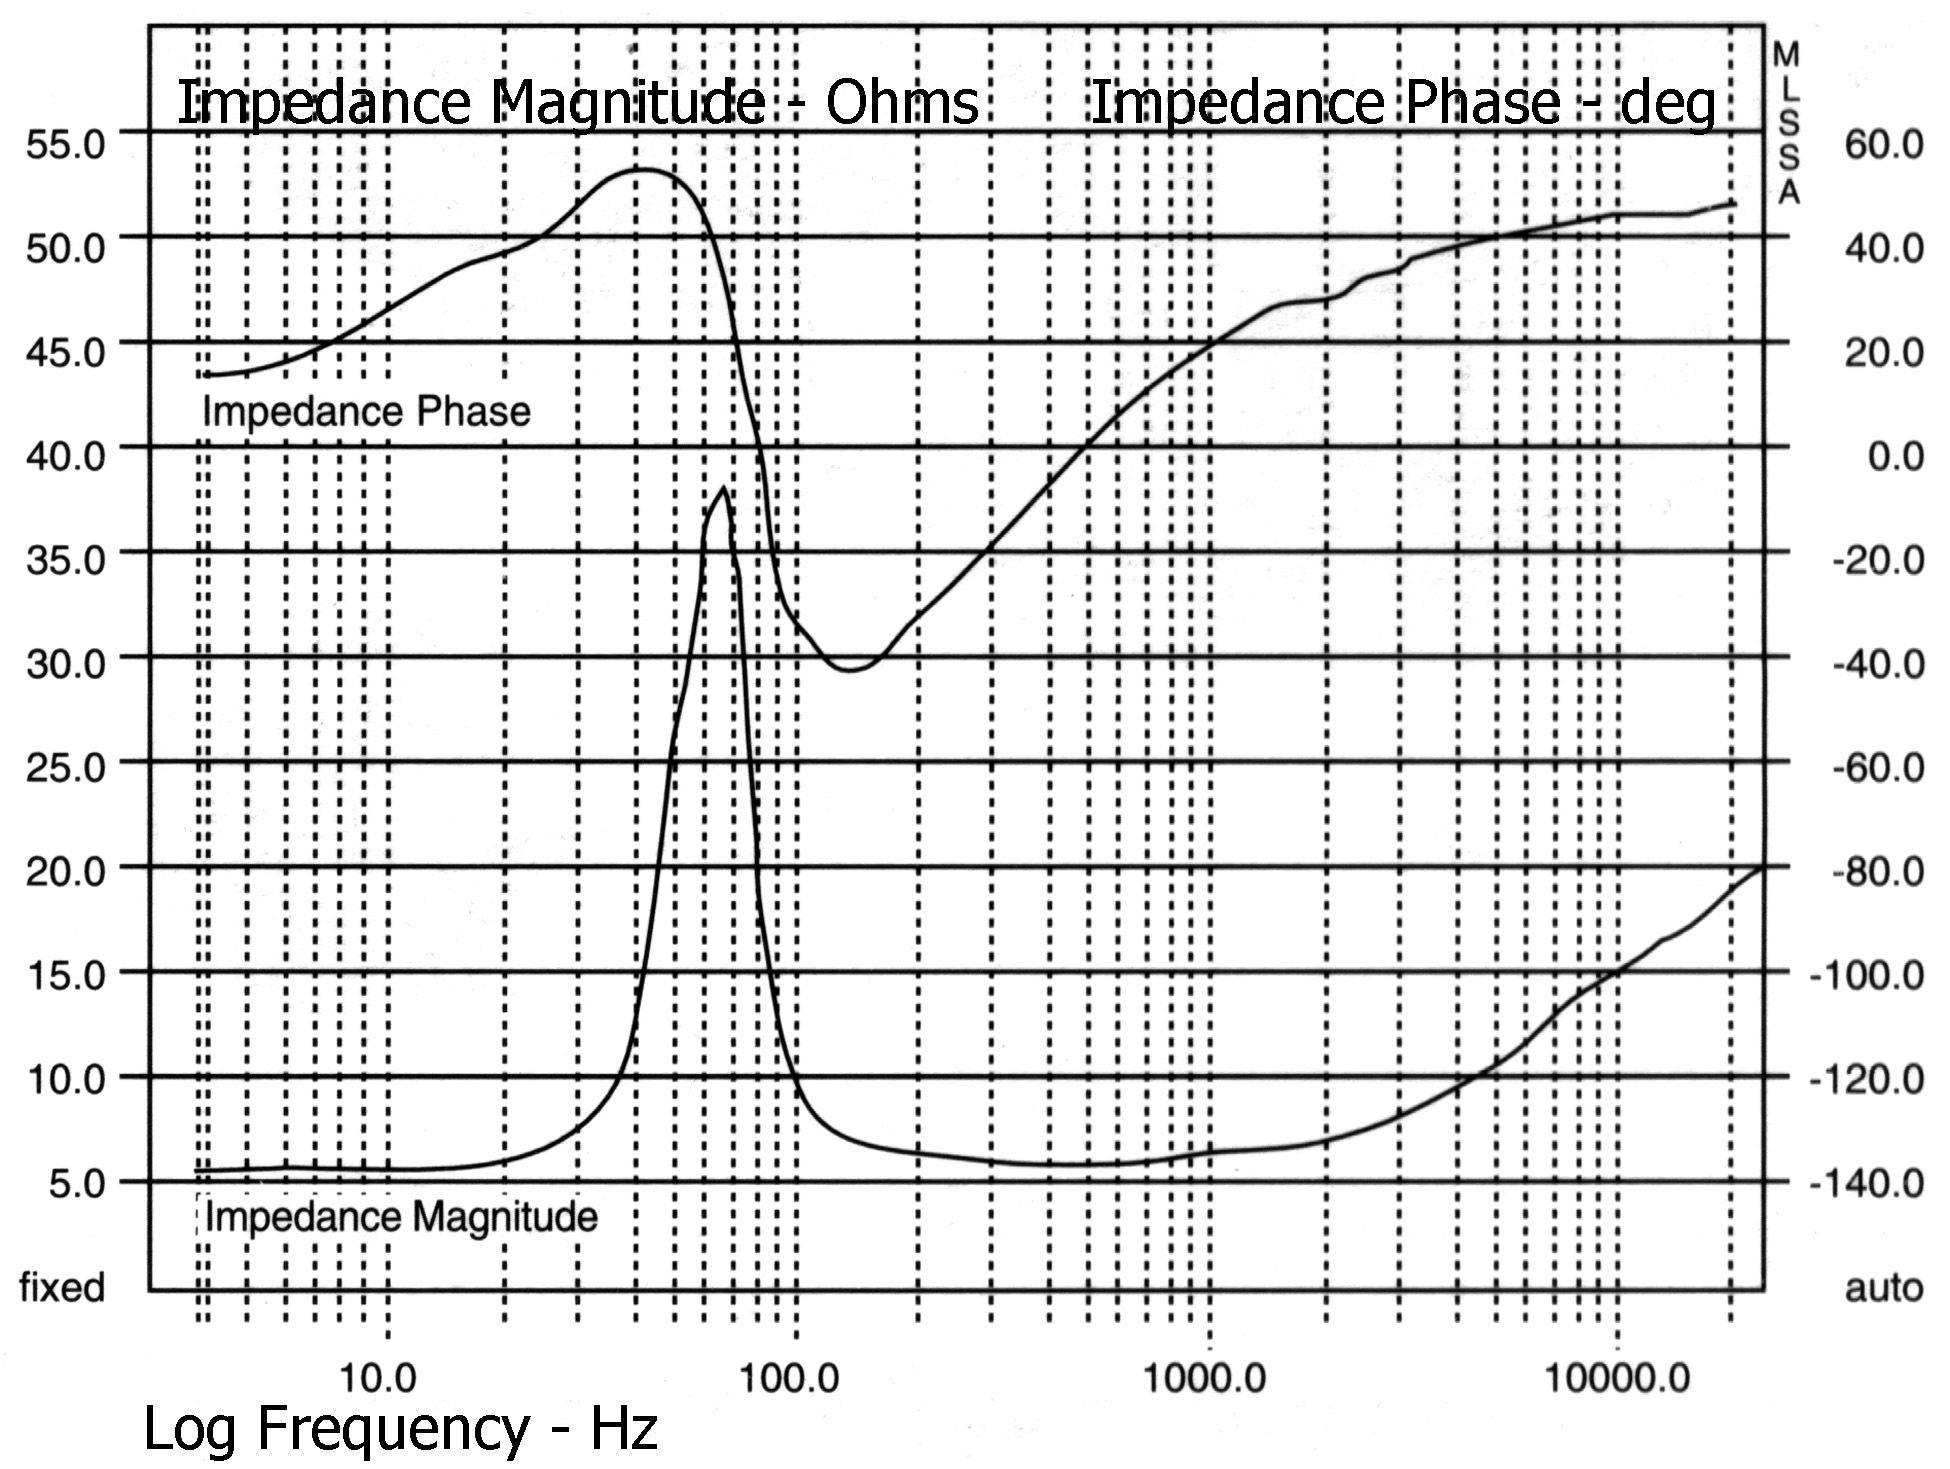 Impedance Magnitude - Ohms Impedance Phase - deg
M
L
S
S
A
55.0 60.0
50.0 40.0
45.0 20.0
Impedance Phase
40.0 0.0
35.0 -20.0
30.0 -40.0
25.0 -60.0
20.0 -80.0
15.0 -100.0
10.0 -120.0
5.0 -140.0
Impedance Magnitude
fixed auto
10.0 100.0 1000.0 10000.0
Log Frequency - Hz